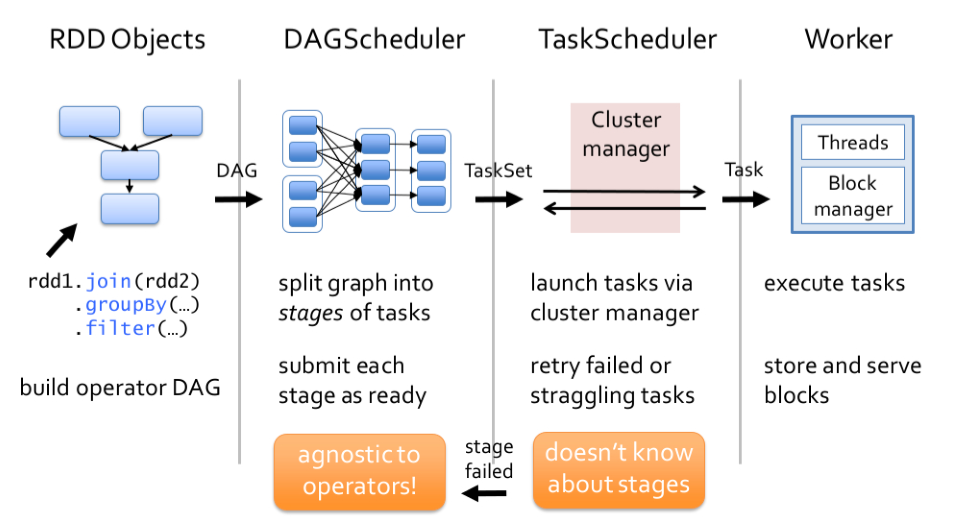 RDD Objects
DAGScheduler
TaskScheduler
Worker
DAG
TaskSet
Cluster
manager
Task
Threads
Block
manager
rdd1.join(rdd2)
.groupBy(…)
.filter(…)
build operator DAG
split graph into
stages of tasks
submit each
stage as ready
agnostic to
operators!
launch tasks via
cluster manager
retry failed or
straggling tasks
stage
failed
doesn't know
about stages
execute tasks
store and serve
blocks